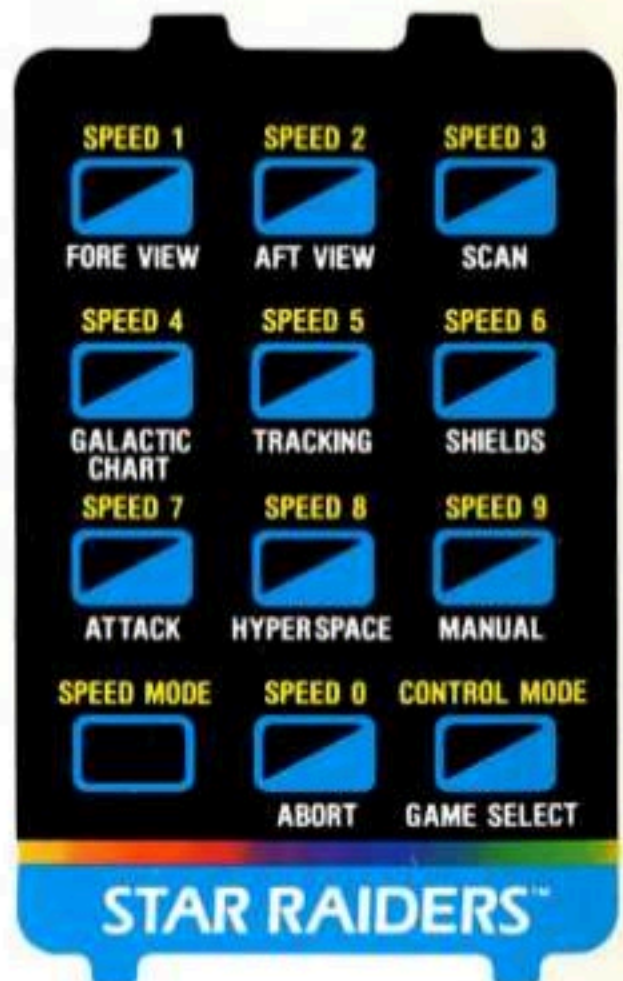 SPEED 1 SPEED 2 SPEED 3
FORE VIEW AFT VIEW SCAN
SPEED 4 SPEED 5 SPEED 6
GALACTIC TRACKING SHIELDS
CHART
SPEED 7 SPEED 8 SPEED 9
ATTACK HYPERSPACE MANUAL
SPEED MODE SPEED 0 CONTROL MODE
ABORT GAME SELECT
STAR RAIDERS™